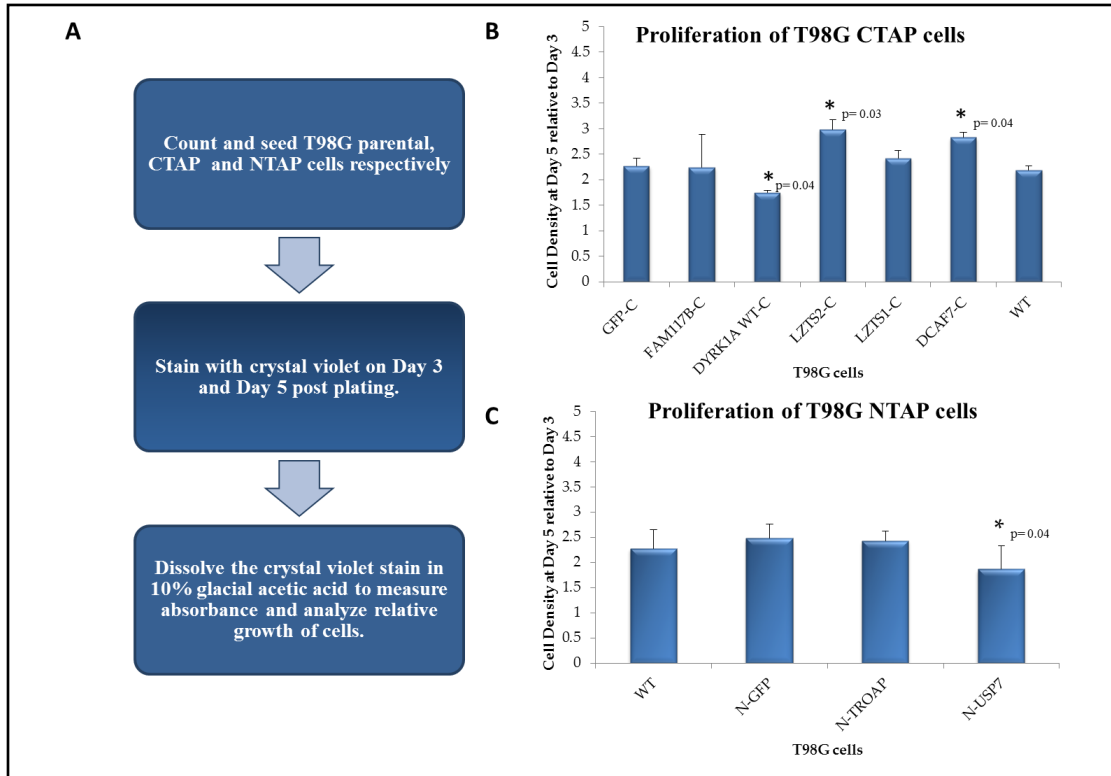 A
Count and seed T98G parental,
CTAP and NTAP cells respectively
Stain with crystal violet on Day 3
and Day 5 post plating.
Dissolve the crystal violet stain in
10% glacial acetic acid to measure
absorbance and analyze relative
growth of cells.
B
Proliferation of T98G CTAP cells
Cell Density at Day 5 relative to Day 3
5
4.5
4
3.5
3
2.5
2
1.5
1
0.5
0
*
p= 0.04
*
p= 0.03
*
p= 0.04
GFP-C
FAM117B-C
DYRK1A WT-C
LZTS2-C
LZTS1-C
DCAF7-C
WT
T98G cells
C
Proliferation of T98G NTAP cells
Cell Density at Day 5 relative to Day 3
5
4.5
4
3.5
3
2.5
2
1.5
1
0.5
0
*
p= 0.04
WT
N-GFP
N-TROAP
N-USP7
T98G cells